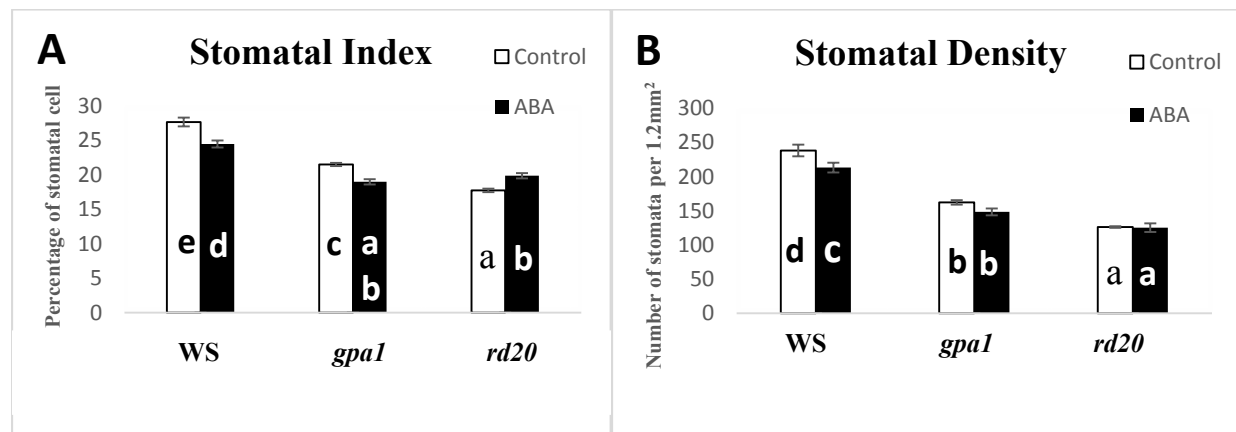 A
Stomatal Index
Control
ABA
Percentage of stomatal cell
30
25
20
15
10
5
0
e
d
c
a
b
a
b
WS
gpa1
rd20
B
Stomatal Density
Control
ABA
Number of stomata per 1.2mm²
300
250
200
150
100
50
0
d
c
b
b
a
a
WS
gpa1
rd20